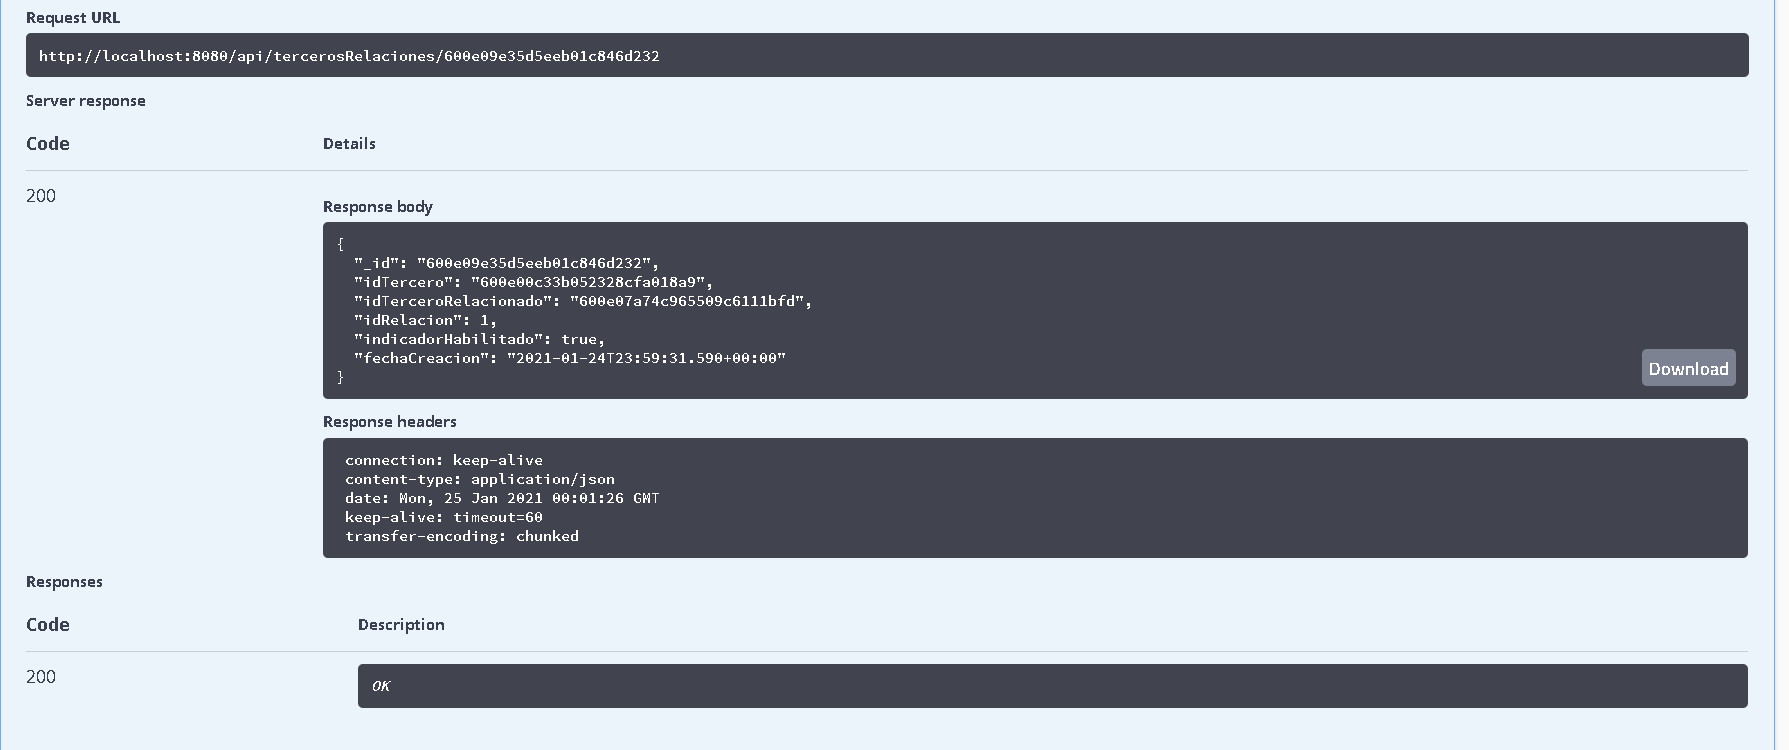 Request URL
http://localhost:8080/api/tercerosRelaciones/600e09e35d5eeb01c846d232
Server response
Code Details
200
Response body
{
"_id": "600e09e35d5eeb01c846d232",
"idTercero": "600e00c33b052328cfa018a9",
"idTerceroRelacionado": "600e07a74c965509c6111bfd",
"idRelacion": 1,
"indicadorHabilitado": true,
"fechaCreacion": "2021-01-24T23:59:31.590+00:00"
}
Download
Response headers
connection: keep-alive
content-type: application/json
date: Mon, 25 Jan 2021 00:01:26 GMT
keep-alive: timeout=60
transfer-encoding: chunked
Responses
Code Description
200 OK